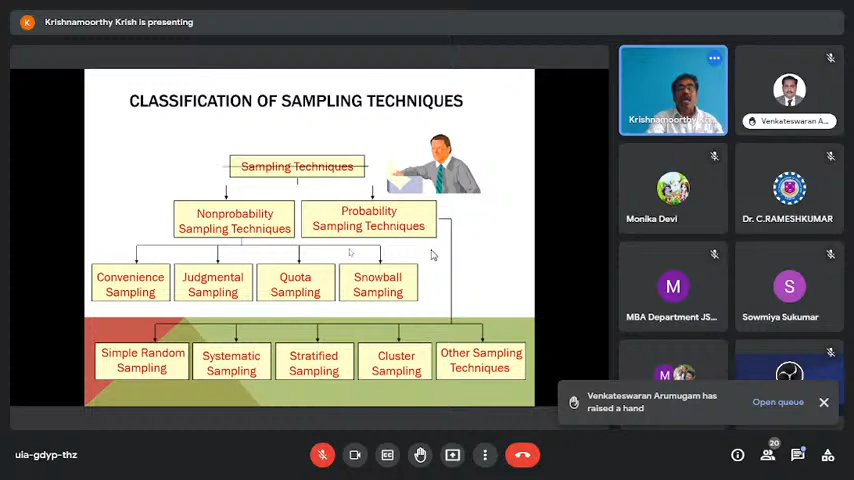 K
Krishnamoorthy Krish is presenting
CLASSIFICATION OF SAMPLING TECHNIQUES
Sampling Techniques
Nonprobability
Sampling Techniques
Probability
Sampling Techniques
Convenience
Sampling
Judgmental
Sampling
Quota
Sampling
Snowball
Sampling
Simple Random
Sampling
Systematic
Sampling
Stratified
Sampling
Cluster
Sampling
Other Sampling
Techniques
Krishnamoorthy
Venkateswaran A...
Monika Devi
Dr. C.RAMESHKUMAR
M
MBA Department JS...
S
Sowmiya Sukumar
M
Venkateswaran Arumugam has
raised a hand
Open queue
uia-gdyp-thz
20